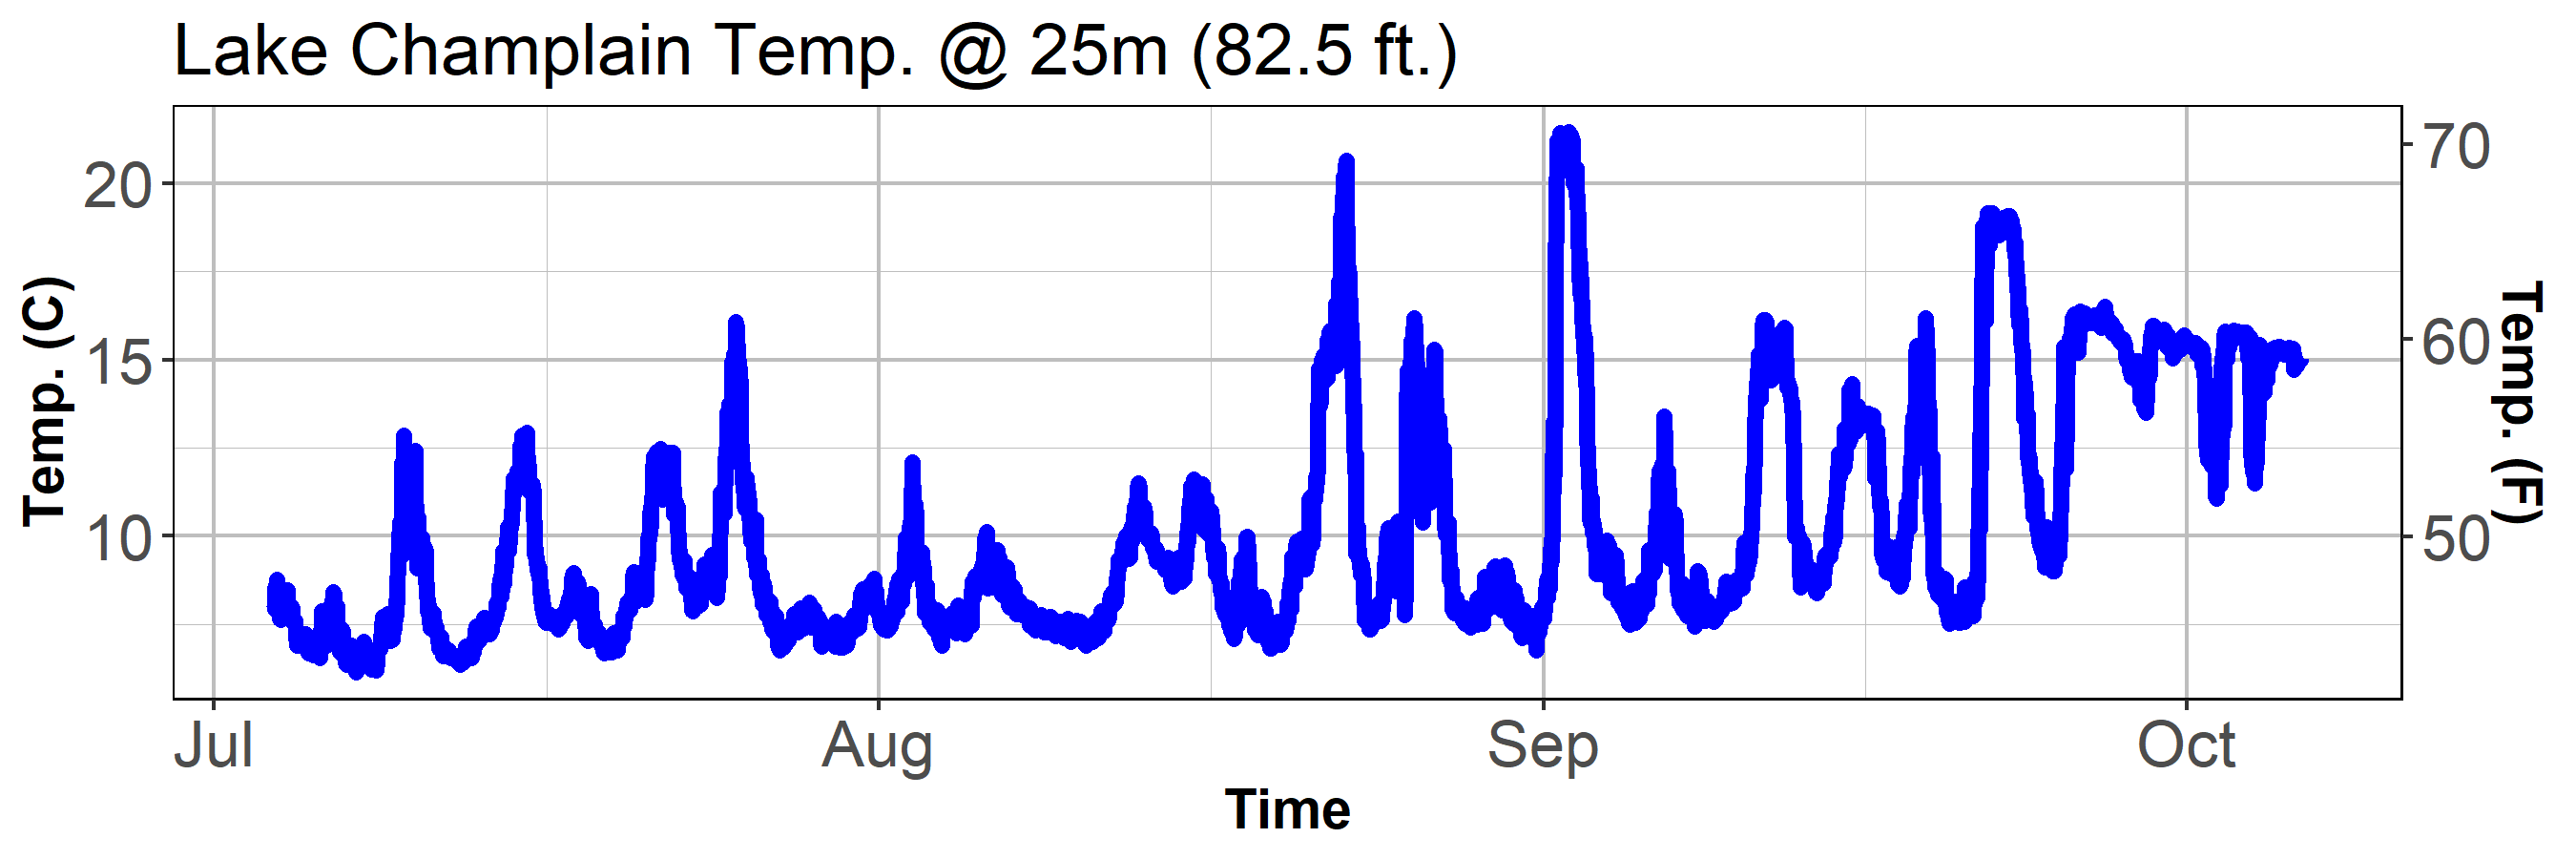 Lake Champlain Temp. @ 25m (82.5 ft.)
Temp. (C)
20
15
10
70
60
50
Temp. (F)
Jul Aug Sep Oct
Time